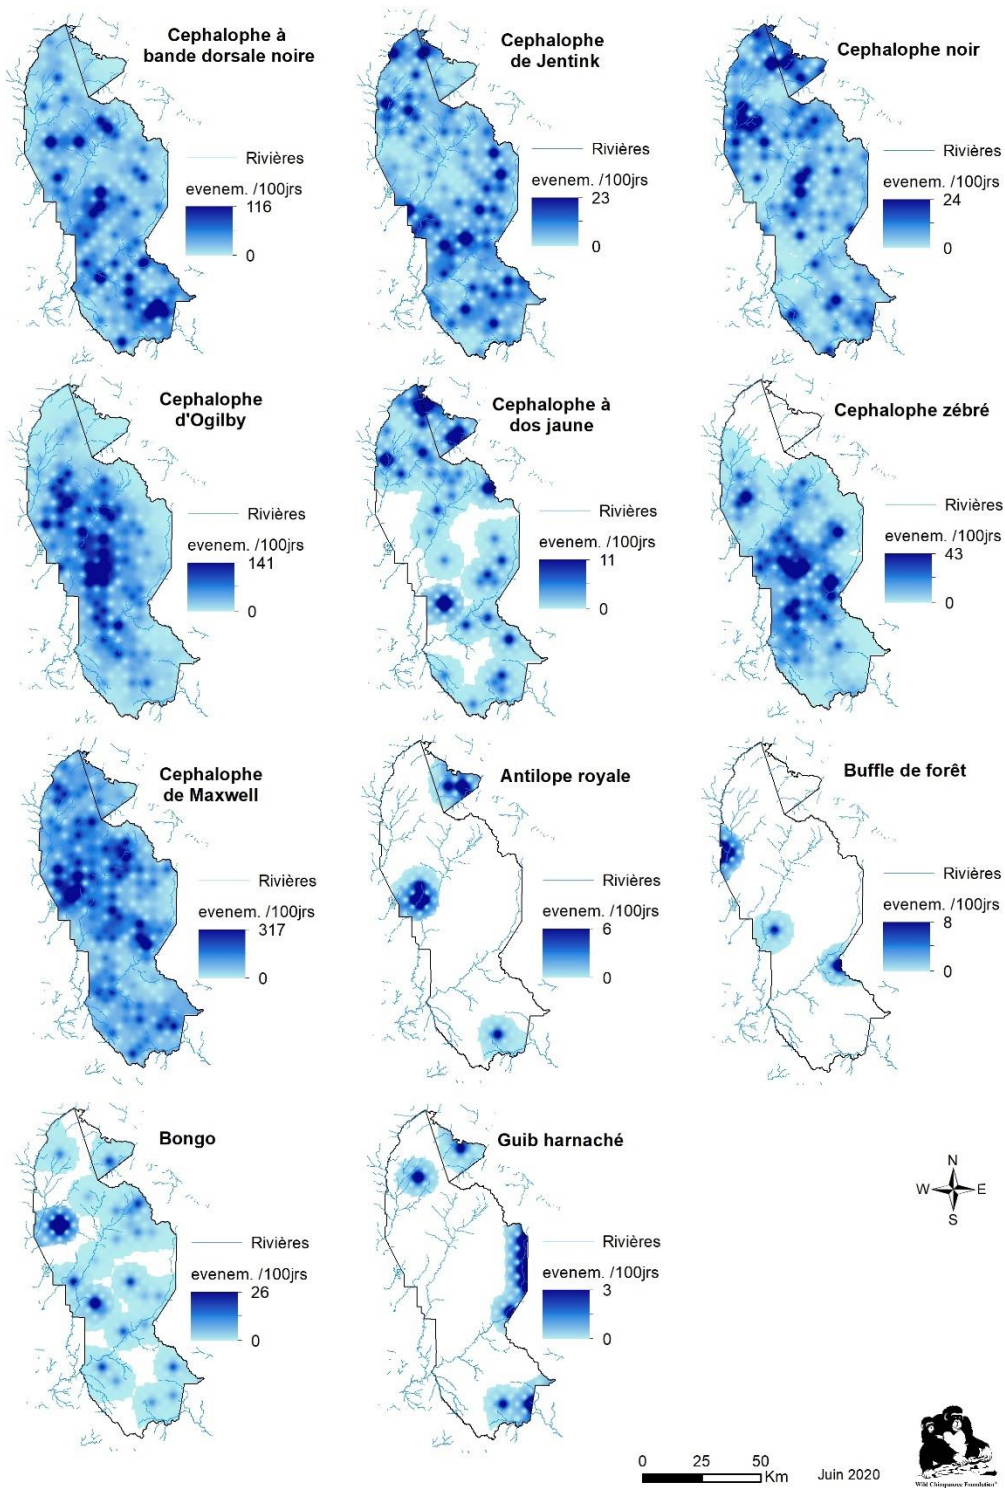 Cephalophe à
bande dorsale noire
Rivières
evenem. /100jrs
116
0
Cephalophe
de Jentink
Rivières
evenem. /100jrs
23
0
Cephalophe noir
Rivières
evenem. /100jrs
24
0
Cephalophe
d'Ogilby
Rivières
evenem. /100jrs
141
0
Cephalophe à
dos jaune
Rivières
evenem. /100jrs
11
0
Cephalophe zébré
Rivières
evenem. /100jrs
43
0
Cephalophe
de Maxwell
Rivières
evenem. /100jrs
317
0
Antilope royale
Rivières
evenem. /100jrs
6
0
Buffle de forêt
Rivières
evenem. /100jrs
8
0
Bongo
Rivières
evenem. /100jrs
26
0
Guib harnaché
Rivières
evenem. /100jrs
3
0
N
W E
S
0 25 50
Km
Juin 2020
Wild Chimpanzee Foundation